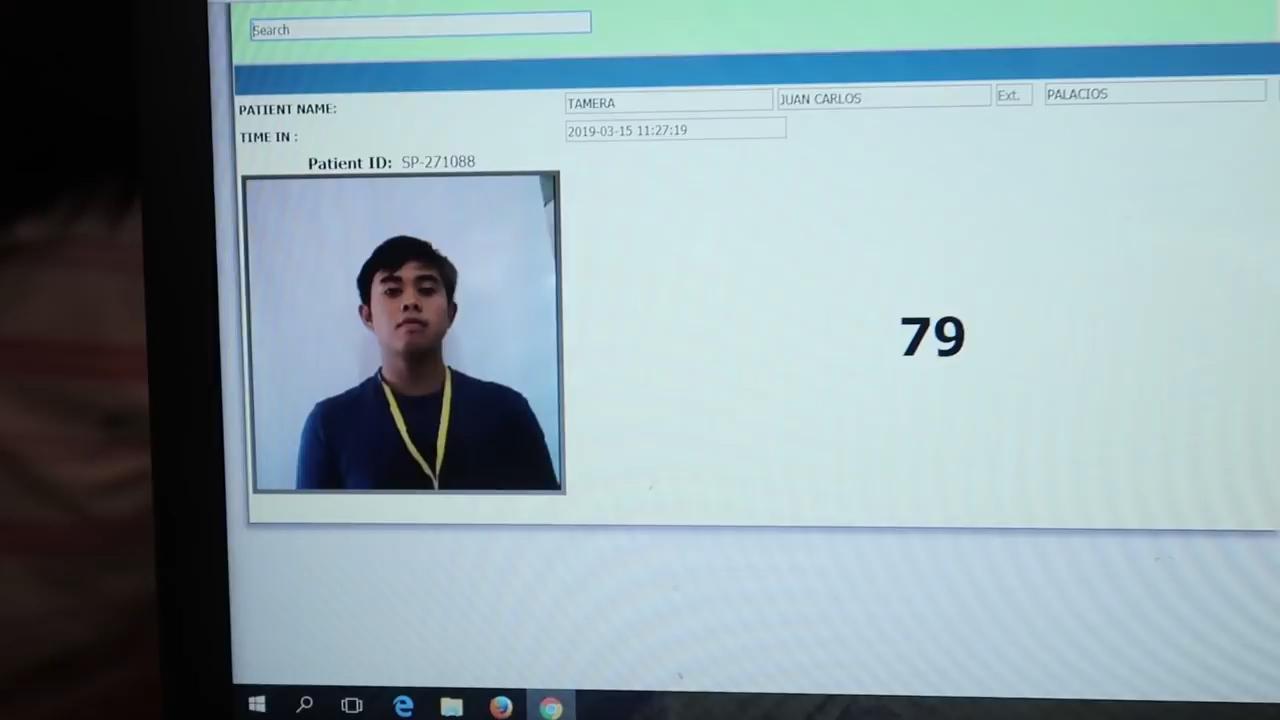 Search
PATIENT NAME: TAMERA JUAN CARLOS Ext. PALACIOS
TIME IN : 2019-03-15 11:27:19
Patient ID: SP-271088
79